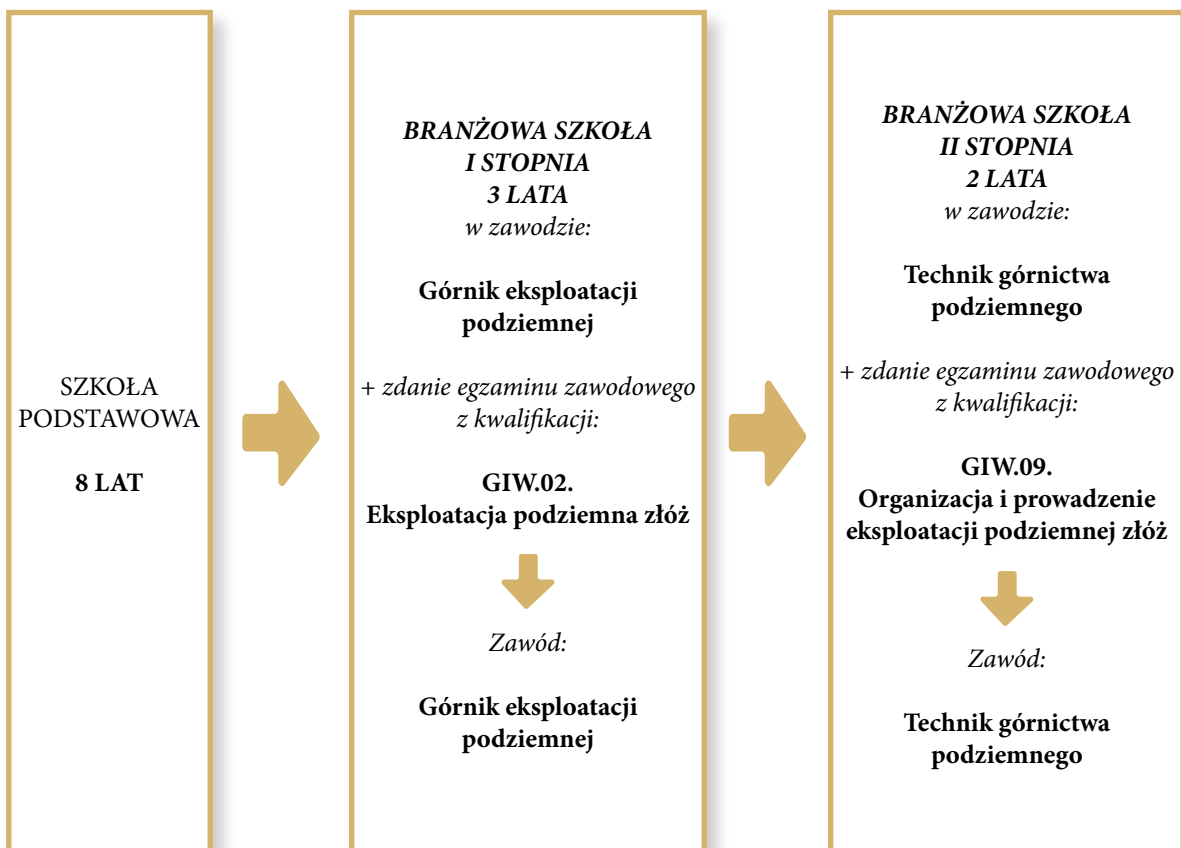 SZKOŁA
PODSTAWOWA
8 LAT
BRANŻOWA SZKOŁA
I STOPNIA
3 LATA
w zawodzie:
Górnik eksploatacji
podziemnej
+ zdanie egzaminu zawodowego
z kwalifikacji:
GIW.02.
Eksploatacja podziemna złóż
Zawód:
Górnik eksploatacji
podziemnej
BRANŻOWA SZKOŁA
II STOPNIA
2 LATA
w zawodzie:
Technik górnictwa
podziemnego
+ zdanie egzaminu zawodowego
z kwalifikacji:
GIW.09.
Organizacja i prowadzenie
eksploatacji podziemnej złóż
Zawód:
Technik górnictwa
podziemnego